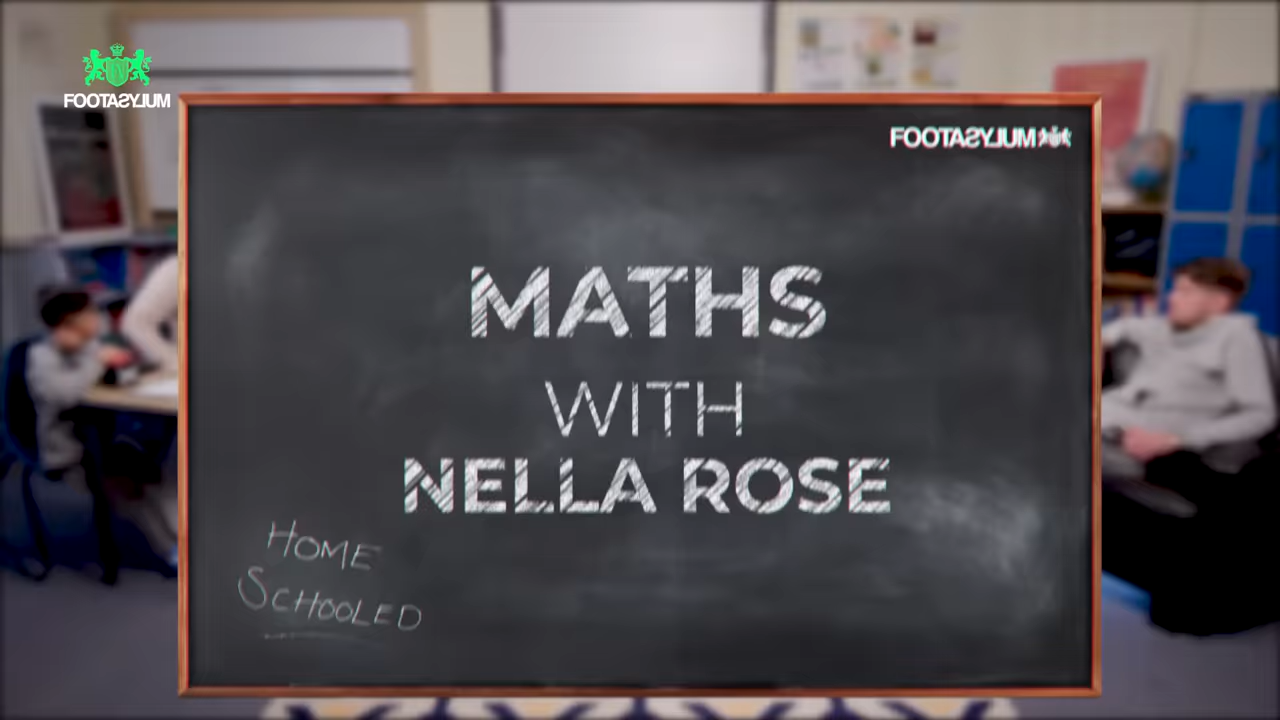 FOOTASYLUM
FOOTASYLUM
MATHS
WITH
NELLA ROSE
HOME
SCHOOLED